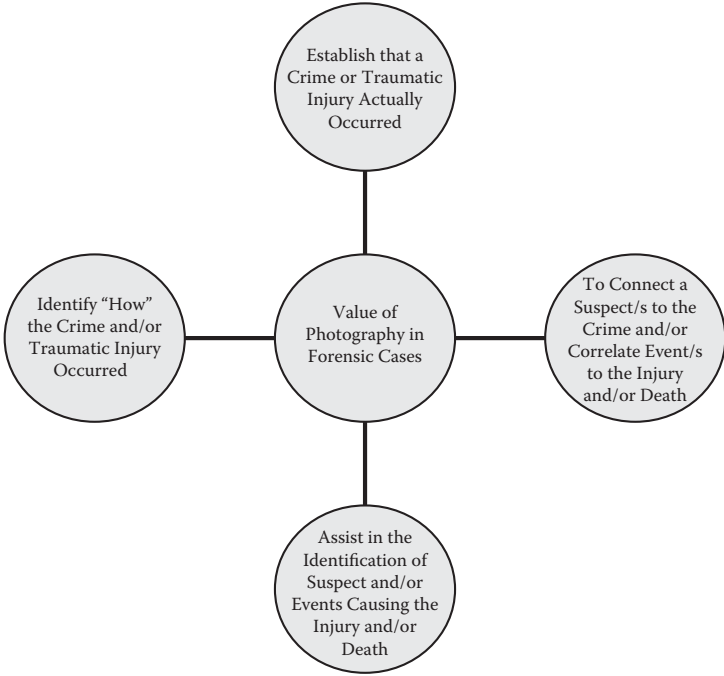 Establish that a
Crime or Traumatic
Injury Actually
Occurred
Identify “How”
the Crime and/or
Traumatic Injury
Occurred
Value of
Photography in
Forensic Cases
To Connect a
Suspect/s to the
Crime and/or
Correlate Event/s
to the Injury
and/or Death
Assist in the
Identification of
Suspect and/or
Events Causing the
Injury and/or
Death